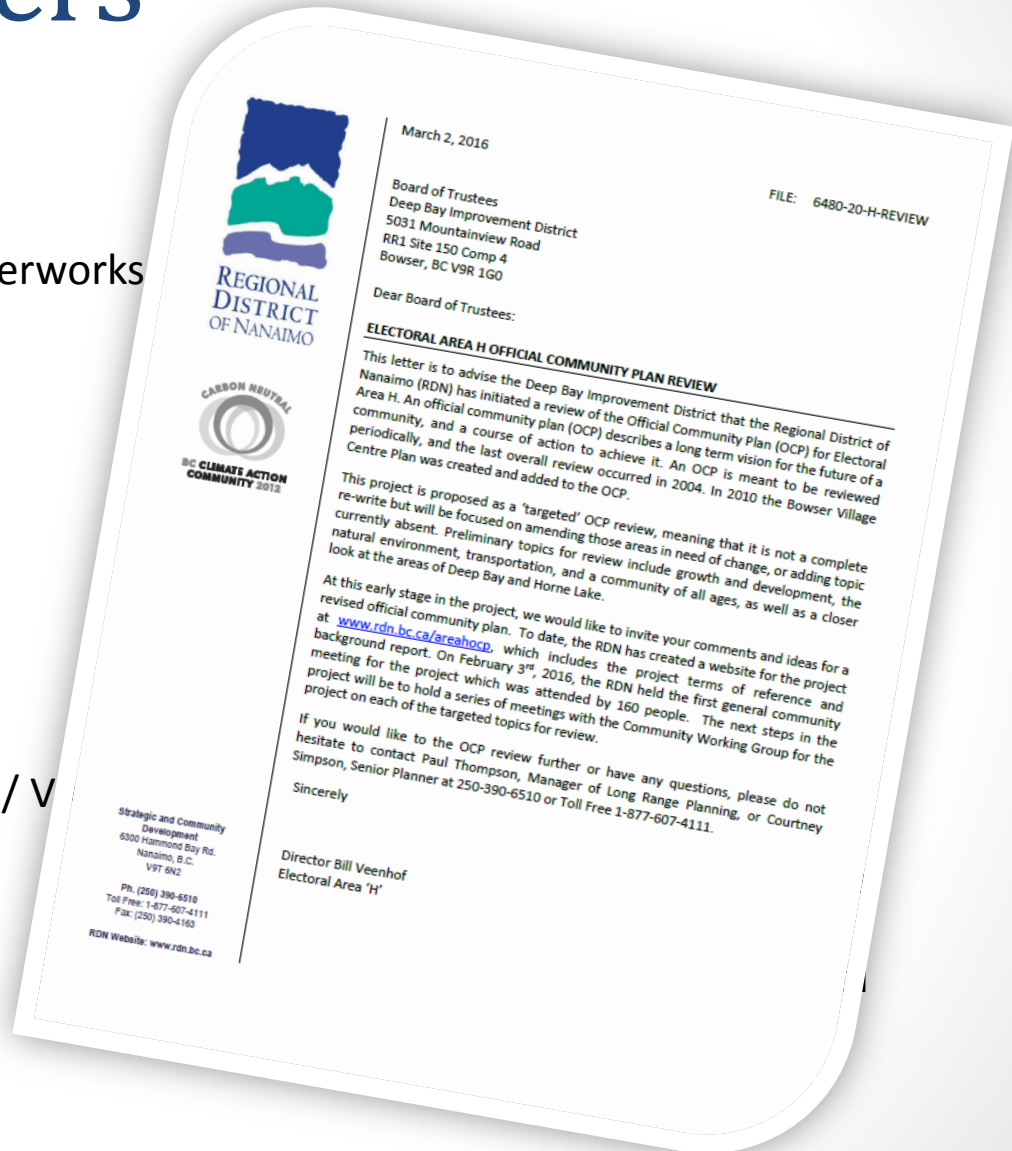 ers
erworks
/ V
REGIONAL
DISTRICT
OF NANAIMO
CARBON NEUTRAL
BC CLIMATE ACTION
COMMUNITY 2012
Strategic and Community
Development
6300 Hammond Bay Rd.
Nanaimo, B.C.
V9T 6N2
Ph. (250) 390-6510
Toll Free: 1-877-607-4111
Fax: (250) 390-4163
RDN Website: www.rdn.bc.ca
March 2, 2016
FILE: 6480-20-H-REVIEW
Board of Trustees
Deep Bay Improvement District
5031 Mountainview Road
RR1 Site 150 Comp 4
Bowser, BC V9R 1G0
Dear Board of Trustees:
ELECTORAL AREA H OFFICIAL COMMUNITY PLAN REVIEW
This letter is to advise the Deep Bay Improvement District that the Regional District of
Nanaimo (RDN) has initiated a review of the Official Community Plan (OCP) for Electoral
Area H. An official community plan (OCP) describes a long term vision for the future of a
community, and a course of action to achieve it. An OCP is meant to be reviewed
periodically, and the last overall review occurred in 2004. In 2010 the Bowser Village
Centre Plan was created and added to the OCP.
This project is proposed as a ‘targeted’ OCP review, meaning that it is not a complete
re-write but will be focused on amending those areas in need of change, or adding topic
currently absent. Preliminary topics for review include growth and development, the
natural environment, transportation, and a community of all ages, as well as a closer
look at the areas of Deep Bay and Horne Lake.
At this early stage in the project, we would like to invite your comments and ideas for a
revised official community plan. To date, the RDN has created a website for the project
at www.rdn.bc.ca/areahocp, which includes the project terms of reference and
background report. On February 3rd, 2016, the RDN held the first general community
meeting for the project which was attended by 160 people. The next steps in the
project will be to hold a series of meetings with the Community Working Group for the
project on each of the targeted topics for review.
If you would like to the OCP review further or have any questions, please do not
hesitate to contact Paul Thompson, Manager of Long Range Planning, or Courtney
Simpson, Senior Planner at 250-390-6510 or Toll Free 1-877-607-4111.
Sincerely
Director Bill Veenhof
Electoral Area ‘H’